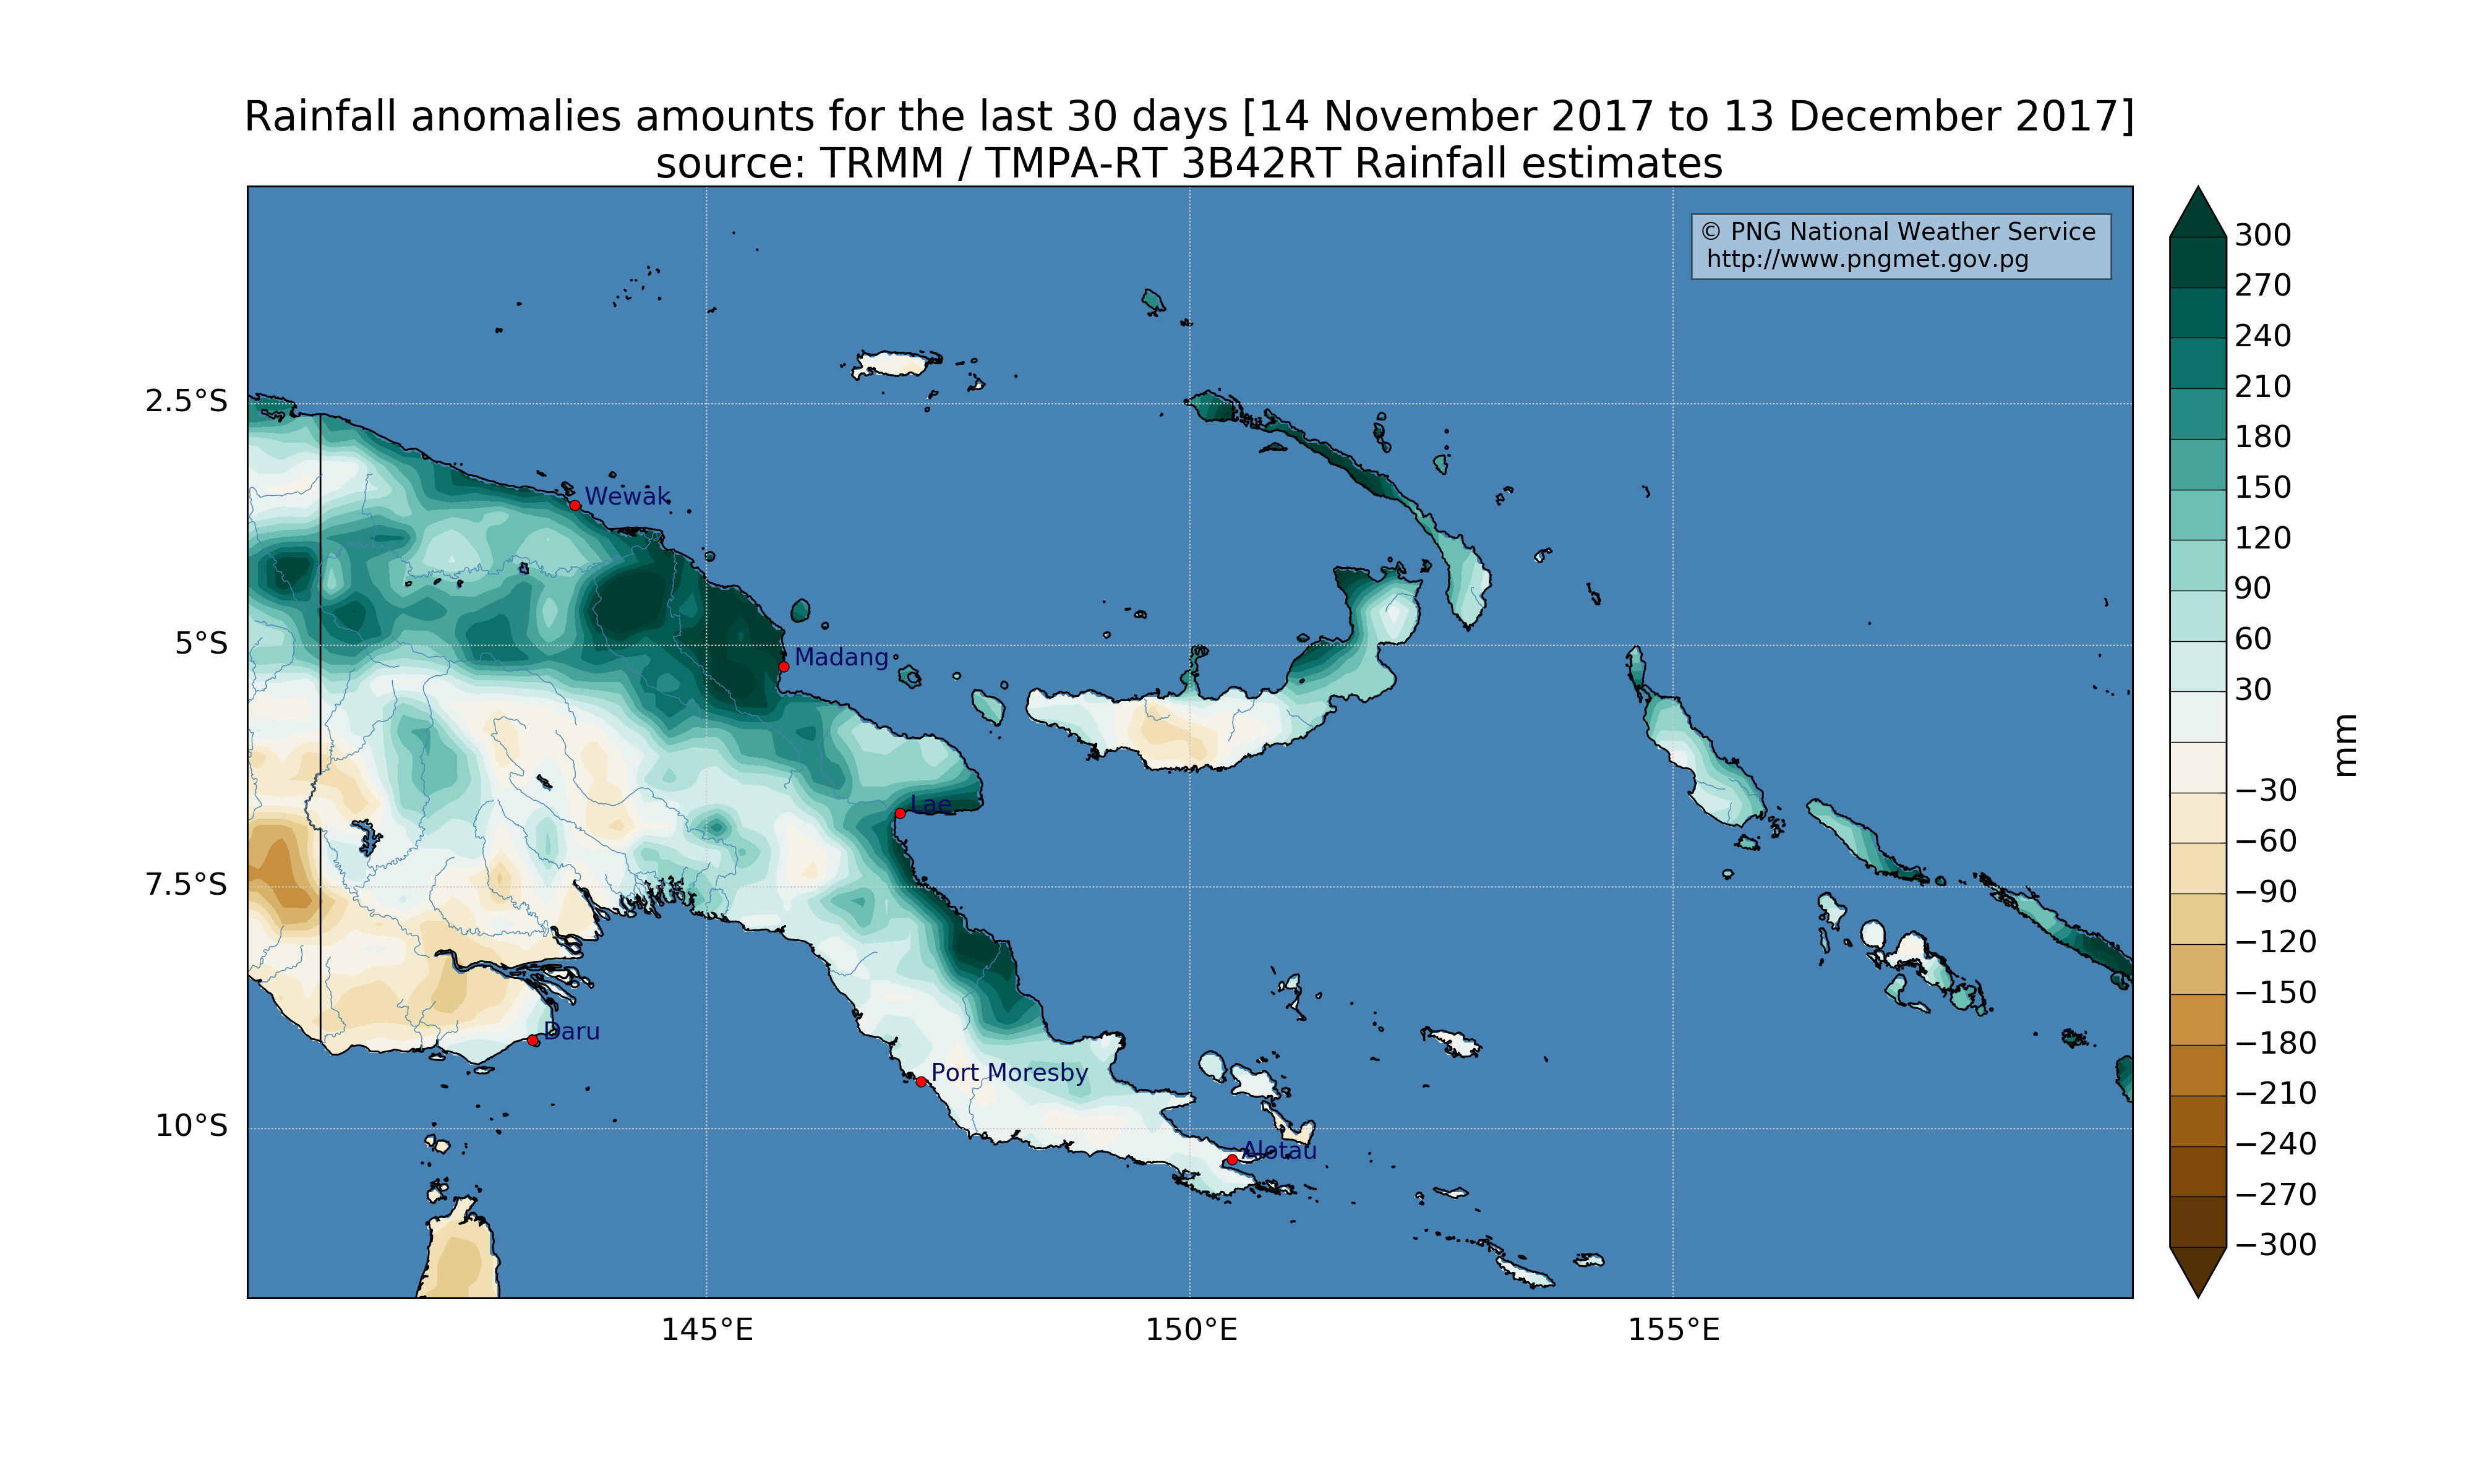 Rainfall anomalies amounts for the last 30 days [14 November 2017 to 13 December 2017]
source: TRMM / TMPA-RT 3B42RT Rainfall estimates
© PNG National Weather Service
http://www.pngmet.gov.pg
2.5°S
5°S
7.5°S
10°S
Wewak
Madang
Lae
Daru
Port Moresby
Alotau
145°E
150°E
155°E
300
270
240
210
180
150
120
90
60
30
−30
−60
−90
−120
−150
−180
−210
−240
−270
−300
mm